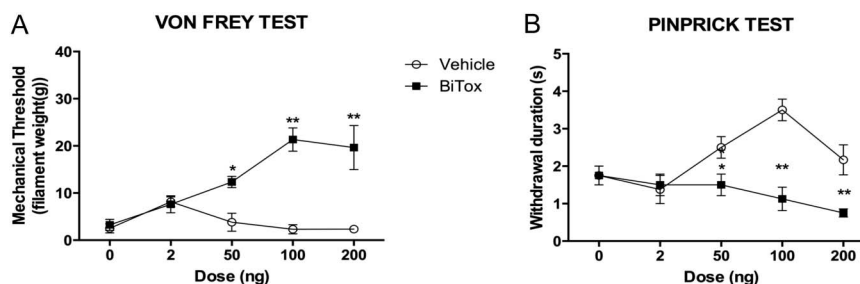 A
VON FREY TEST
Mechanical Threshold
(filament weight(g))
40
30
20
10
0
* ** **
0 2 50 100 200
Dose (ng)
Vehicle
BiTox
B
PINPRICK TEST
Withdrawal duration (s)
5
4
3
2
1
0
*
* ** **
0 2 50 100 200
Dose (ng)